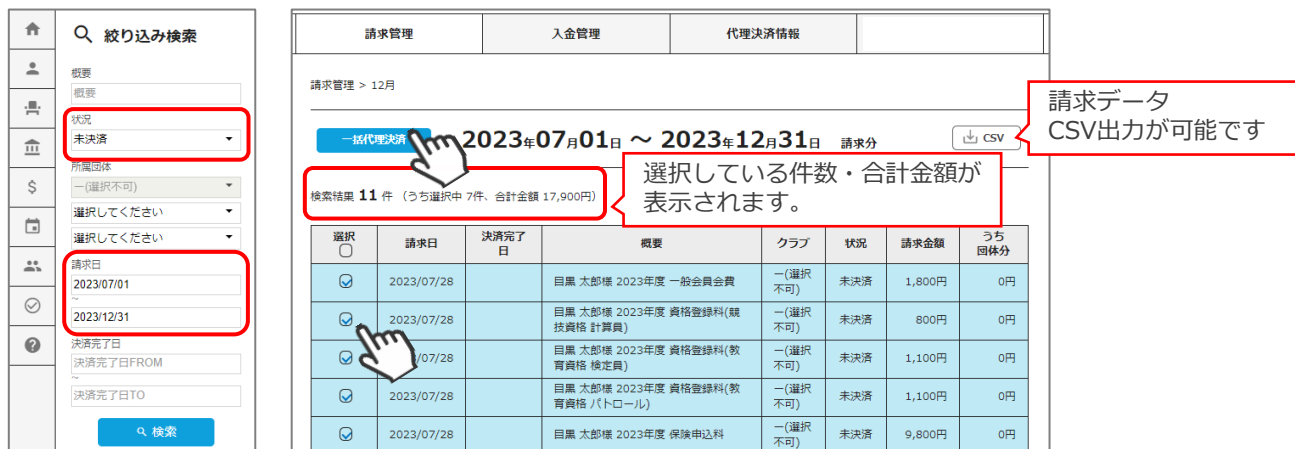 絞り込み検索
概要
概要
状況
未決済
所属団体
ー(選択不可)
選択してください
選択してください
請求日
2023/07/01
~
2023/12/31
決済完了日
決済完了日FROM
~
決済完了日TO
検索
請求管理 入金管理 代理決済情報
請求管理 > 12月
一括代理決済 2023年07月01日 ～ 2023年12月31日 請求分 CSV
検索結果 11 件 （うち選択中 7件、合計金額 17,900円）
請求データ
CSV出力が可能です
選択している件数・合計金額が
表示されます。
選択 請求日 決済完了日 概要 クラブ 状況 請求金額 うち団体分
2023/07/28 目黒 太郎様 2023年度 一般会員会費 ー(選択不可) 未決済 1,800円 0円
2023/07/28 目黒 太郎様 2023年度 資格登録料(競技資格 計算員) ー(選択不可) 未決済 800円 0円
/07/28 目黒 太郎様 2023年度 資格登録料(教育資格 検定員) ー(選択不可) 未決済 1,100円 0円
2023/07/28 目黒 太郎様 2023年度 資格登録料(教育資格 パトロール) ー(選択不可) 未決済 1,100円 0円
2023/07/28 目黒 太郎様 2023年度 保険申込料 ー(選択不可) 未決済 9,800円 0円